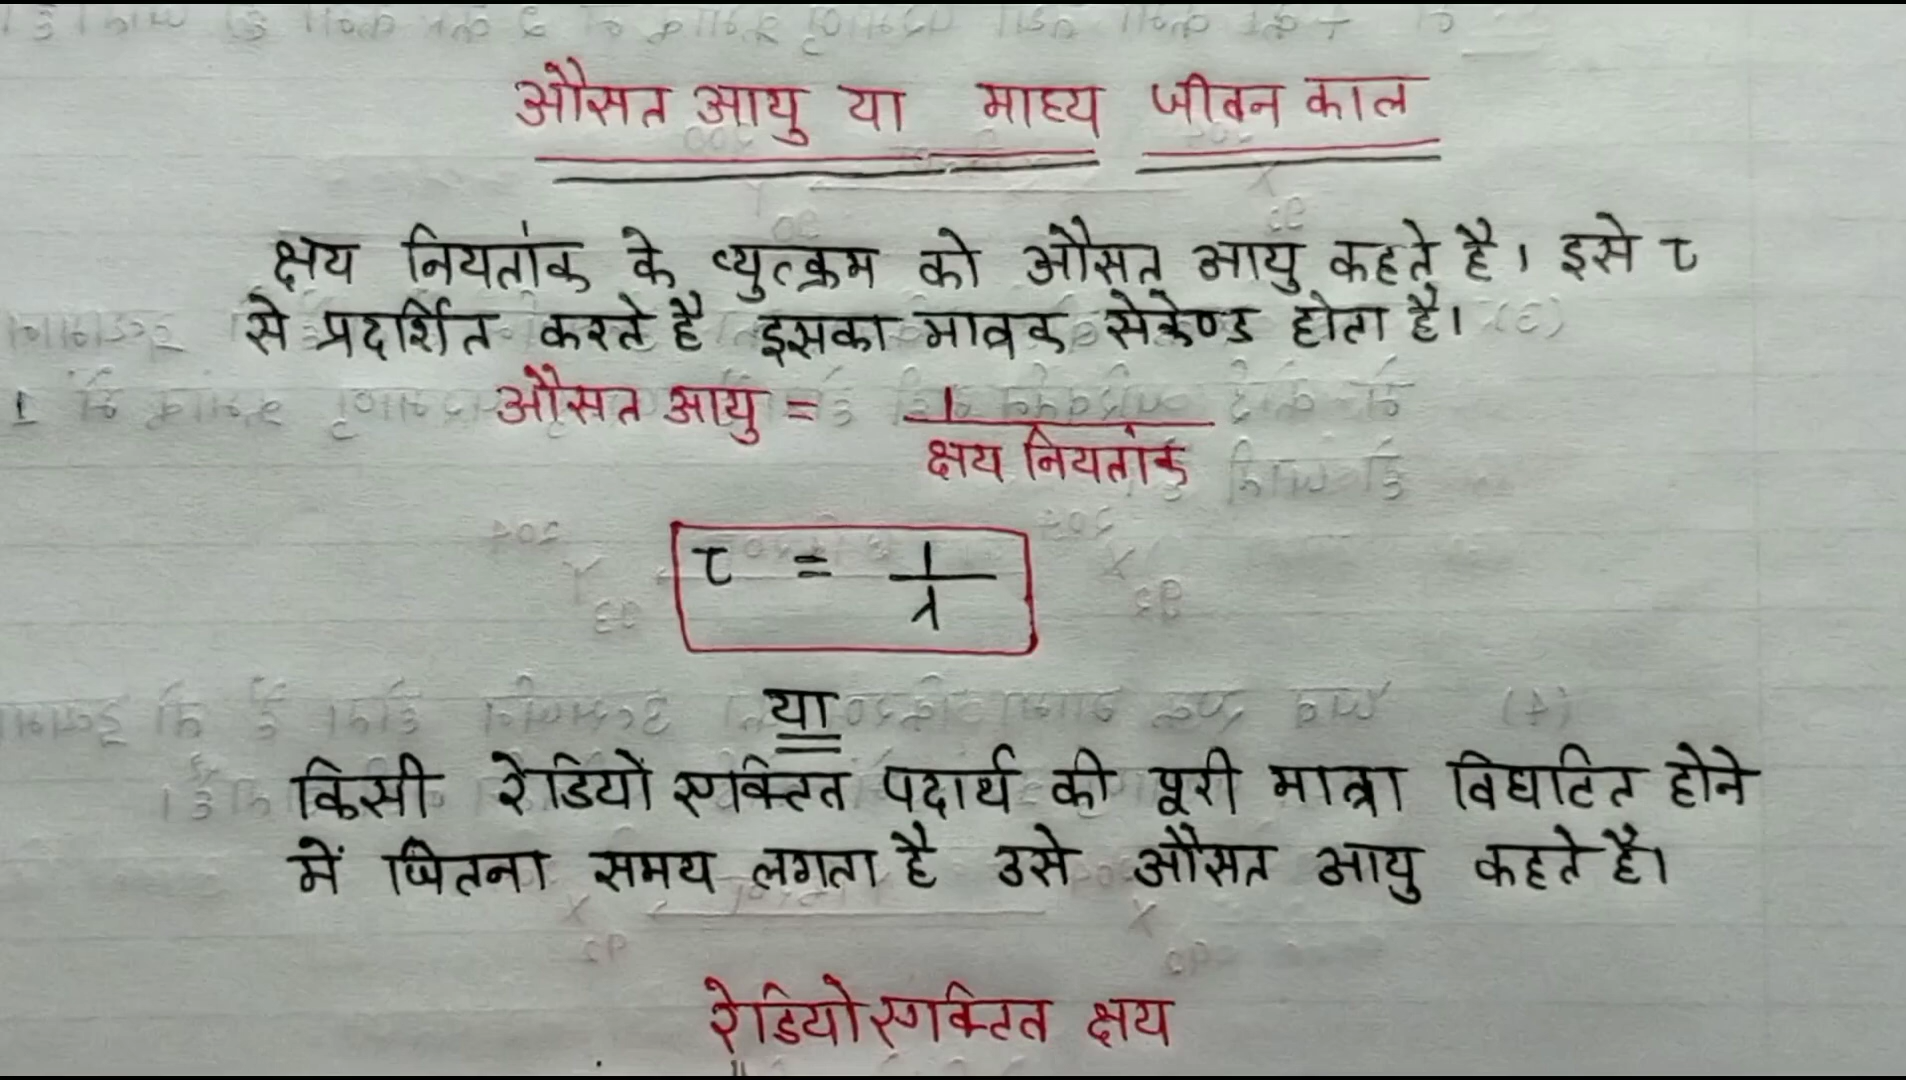 औसत आयु या माध्य जीवन काल
क्षय नियतांक के व्युत्क्रम को औसत आयु कहते है। इसे τ
से प्रदर्शित करते है इसका मात्रक सेकेण्ड होता है।
औसत आयु = 1 / क्षय नियतांक
τ = 1 / λ
या
किसी रेडियो एक्टिव पदार्थ की पूरी मात्रा विघटित होने
में जितना समय लगता है उसे औसत आयु कहते है।
रेडियो एक्टिव क्षय